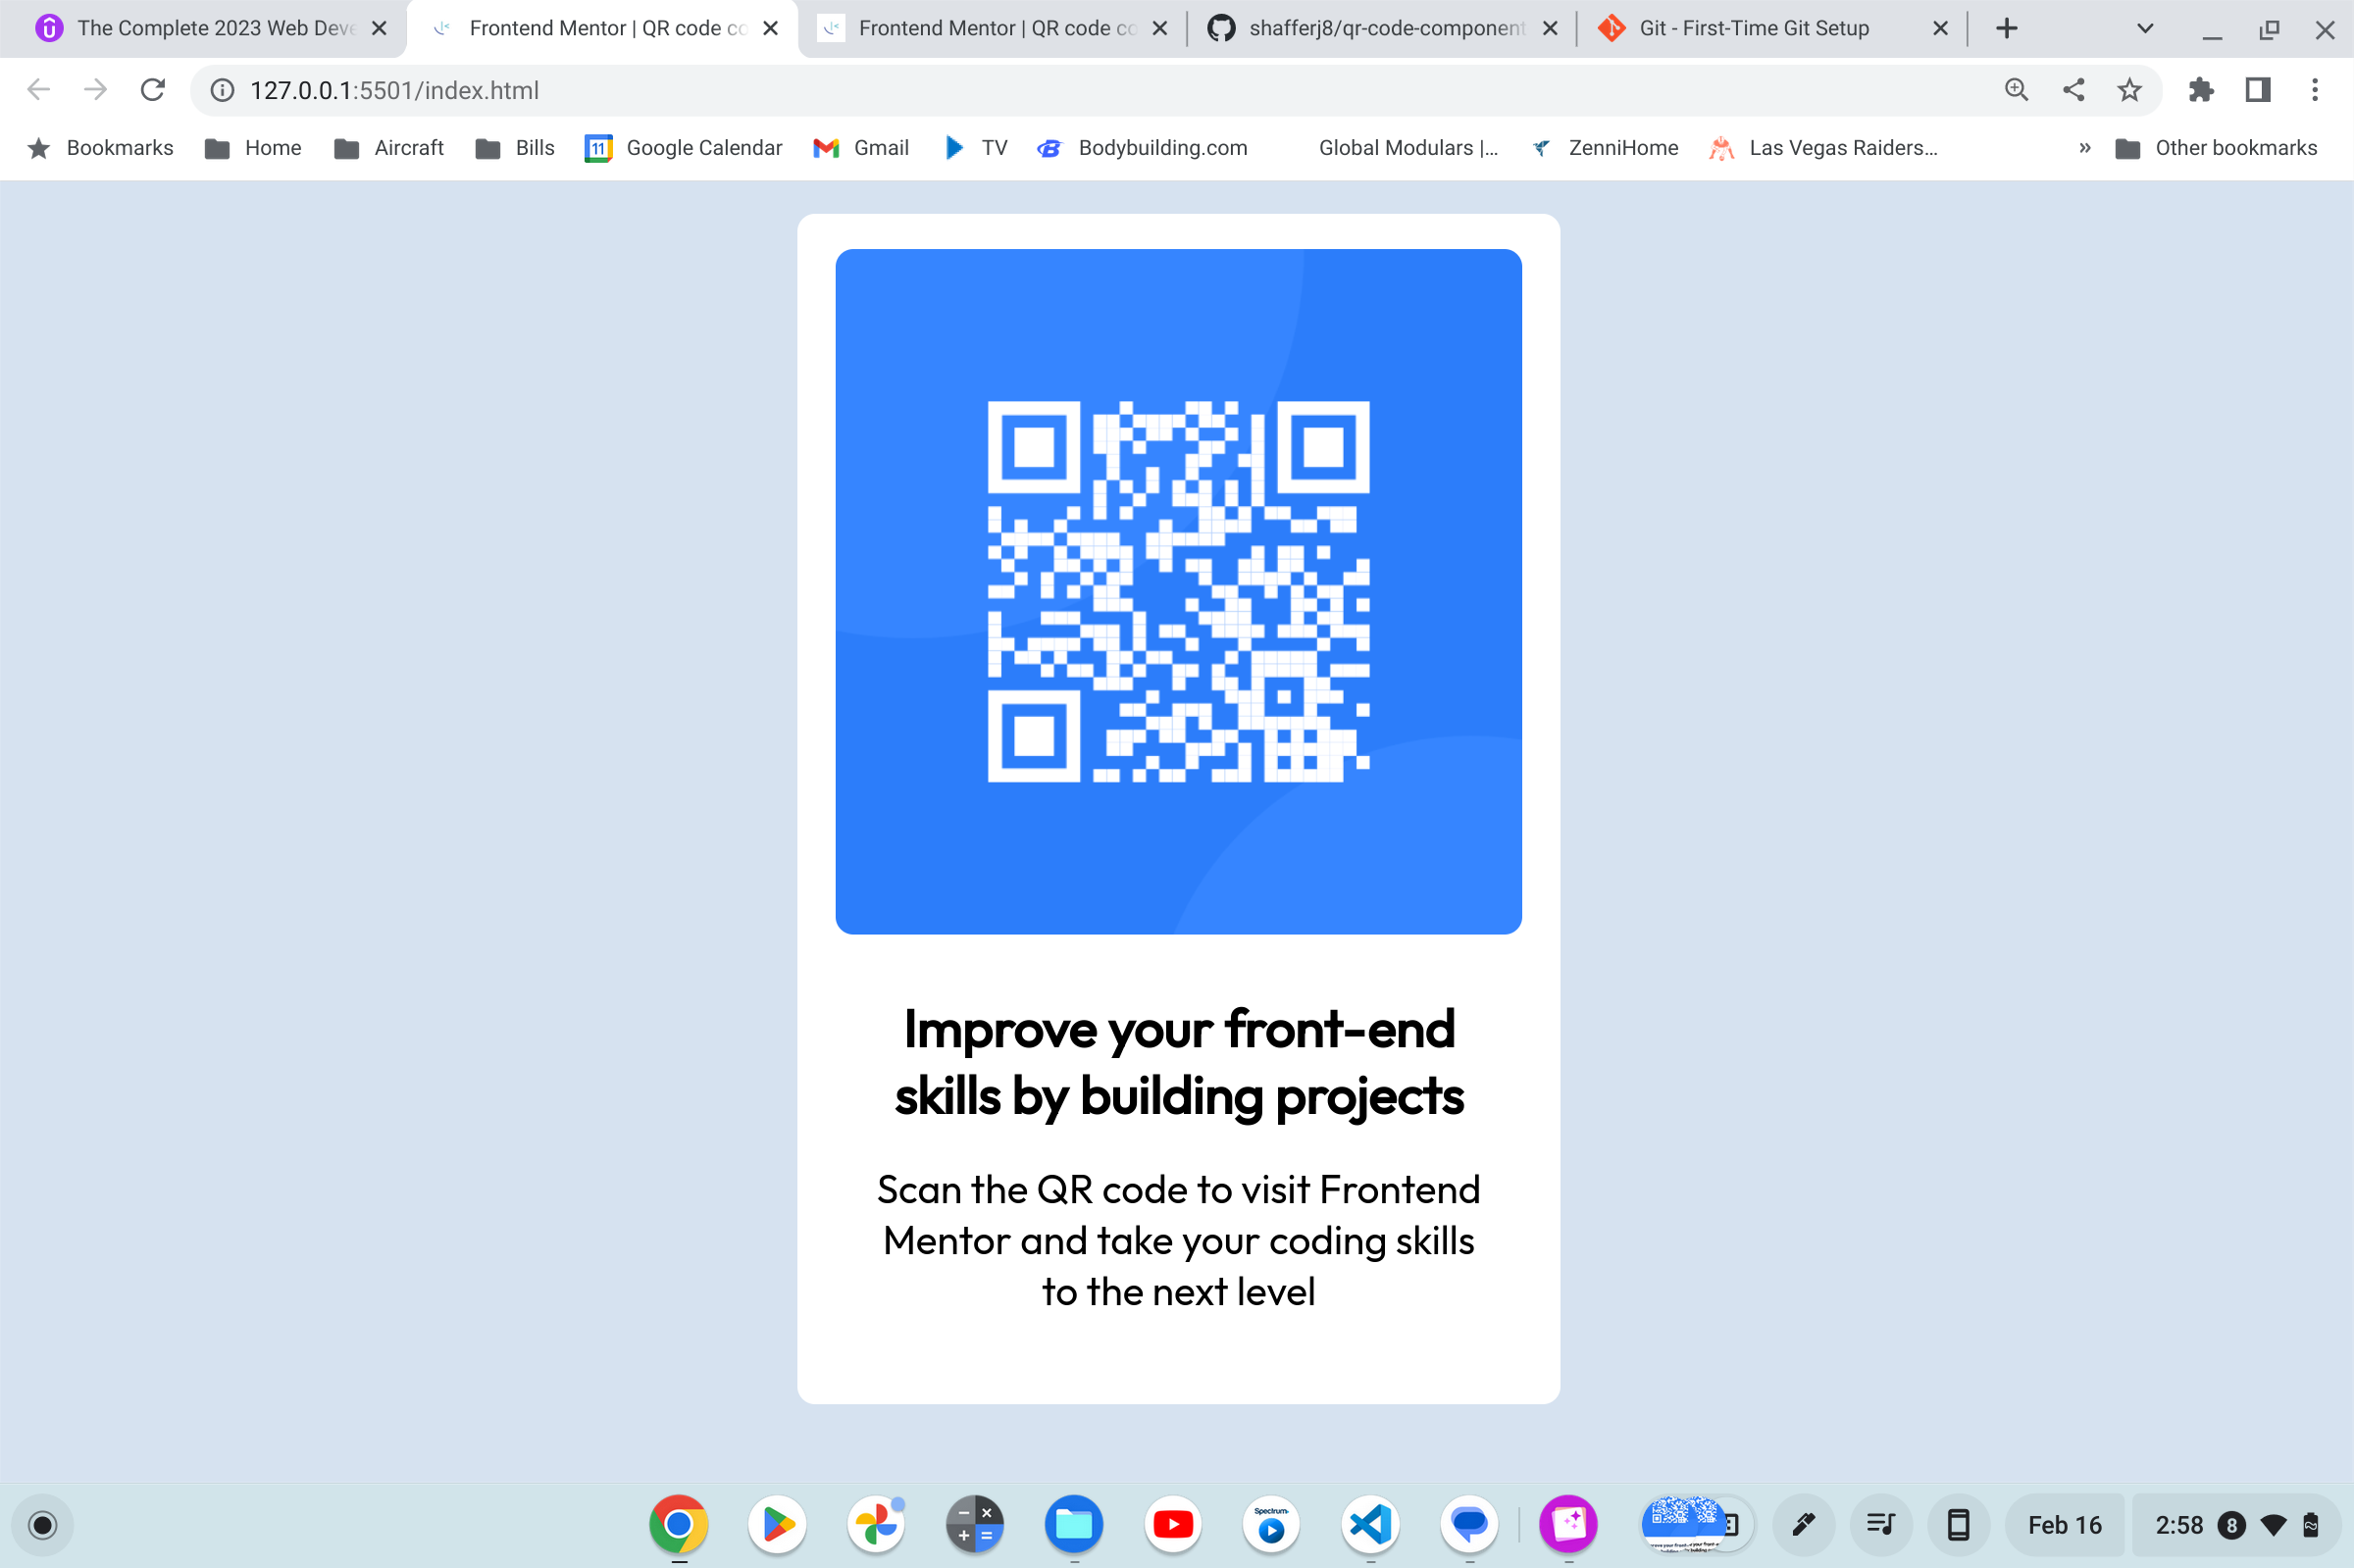 The Complete 2023 Web Deve
Frontend Mentor | QR code co
Frontend Mentor | QR code co
shafferj8/qr-code-component
Git - First-Time Git Setup
127.0.0.1:5501/index.html
Bookmarks
Home
Aircraft
Bills
11
Google Calendar
Gmail
TV
Bodybuilding.com
Global Modulars |...
ZenniHome
Las Vegas Raiders...
» Other bookmarks
Improve your front-end
skills by building projects
Scan the QR code to visit Frontend
Mentor and take your coding skills
to the next level
Spectrum
Feb 16
2:58
8